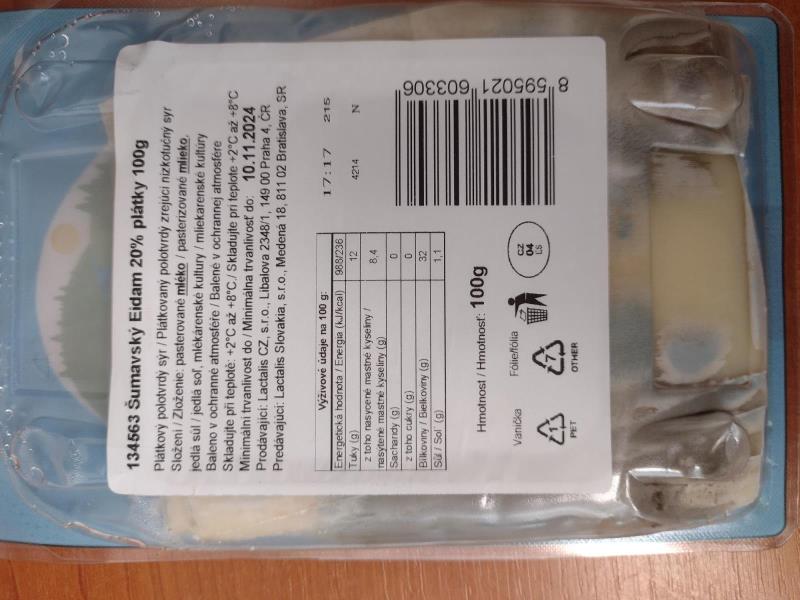 134563 Šumavský Eidam 20% plátky 100g
Plátkový polotvrdý sýr / Plátkovaný polotvrdý zrejúci nízkotučný syr
Složení / Zloženie: pasterované mléko / pasterizované mlieko,
jedlá sůl / jedlá soľ, mlékárenské kultury / mliekarenské kultúry
Baleno v ochranné atmosféře / Balené v ochrannej atmosfére
Skladujte při teplotě: +2°C až +8°C./ Skladujte pri teplote +2°C až +8°C
Minimální trvanlivost do / Minimálna trvanlivosť do: 10.11.2024
Prodávající: Lactalis CZ, s.r.o., Líbalova 2348/1, 149 00 Praha 4, ČR
Predávajúci: Lactalis Slovakia, s.r.o., Medená 18, 811 02 Bratislava, SR
Výživové údaje na 100 g:
Energetická hodnota / Energia (kJ/kcal) 988/236
Tuky (g) 12
z toho nasycené mastné kyseliny / nasýtené mastné kyseliny (g) 8,4
Sacharidy (g) 0
z toho cukry (g) 0
Bílkoviny / Bielkoviny (g) 32
Sůl / Soľ (g) 1,1
17:17 215
4214 N
8 595021 603306
Hmotnost / Hmotnosť: 100g
Vanička Fólie/fólia
1 PET
7 OTHER
CZ
04
LS